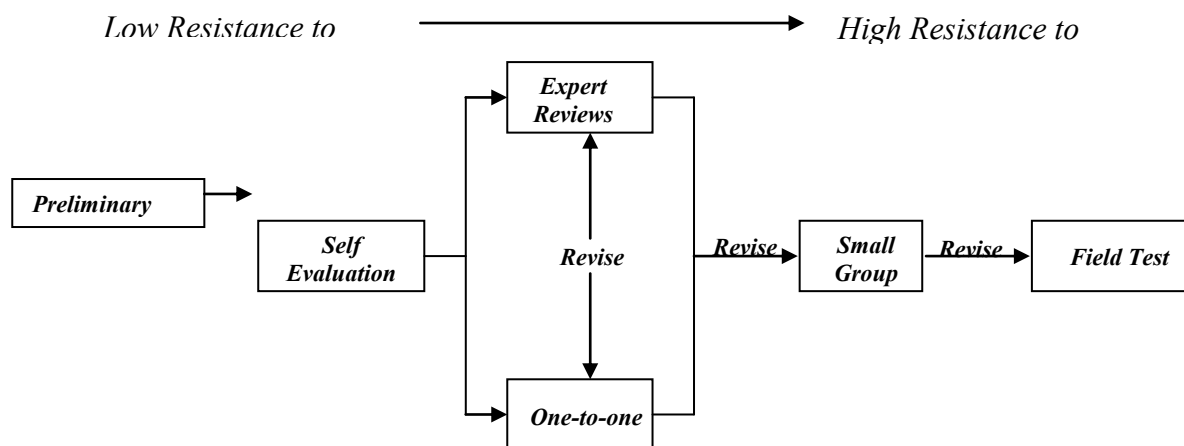 Low Resistance to
High Resistance to
Expert
Reviews
Preliminary
Self
Evaluation
Revise
Revise
Small
Group
Revise
Field Test
One-to-one